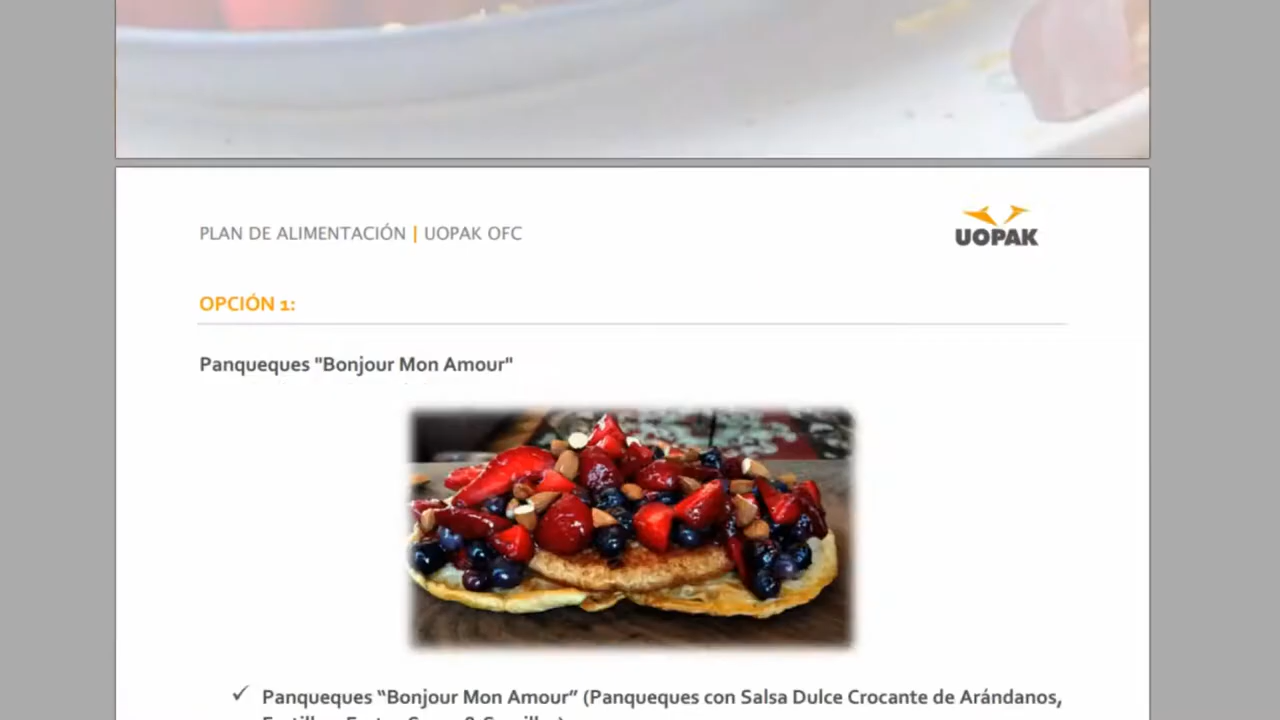 PLAN DE ALIMENTACIÓN | UOPAK OFC
UOPAK
OPCIÓN 1:
Panqueques "Bonjour Mon Amour"
✓ Panqueques “Bonjour Mon Amour” (Panqueques con Salsa Dulce Crocante de Arándanos,